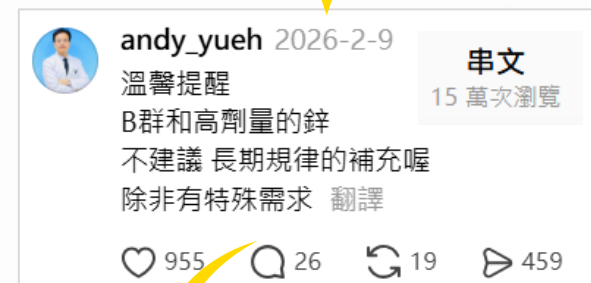 andy_yueh 2026-2-9
串文
15 萬次瀏覽
溫馨提醒
B群和高劑量的鋅
不建議 長期規律的補充喔
除非有特殊需求 翻譯
955 26 19 459